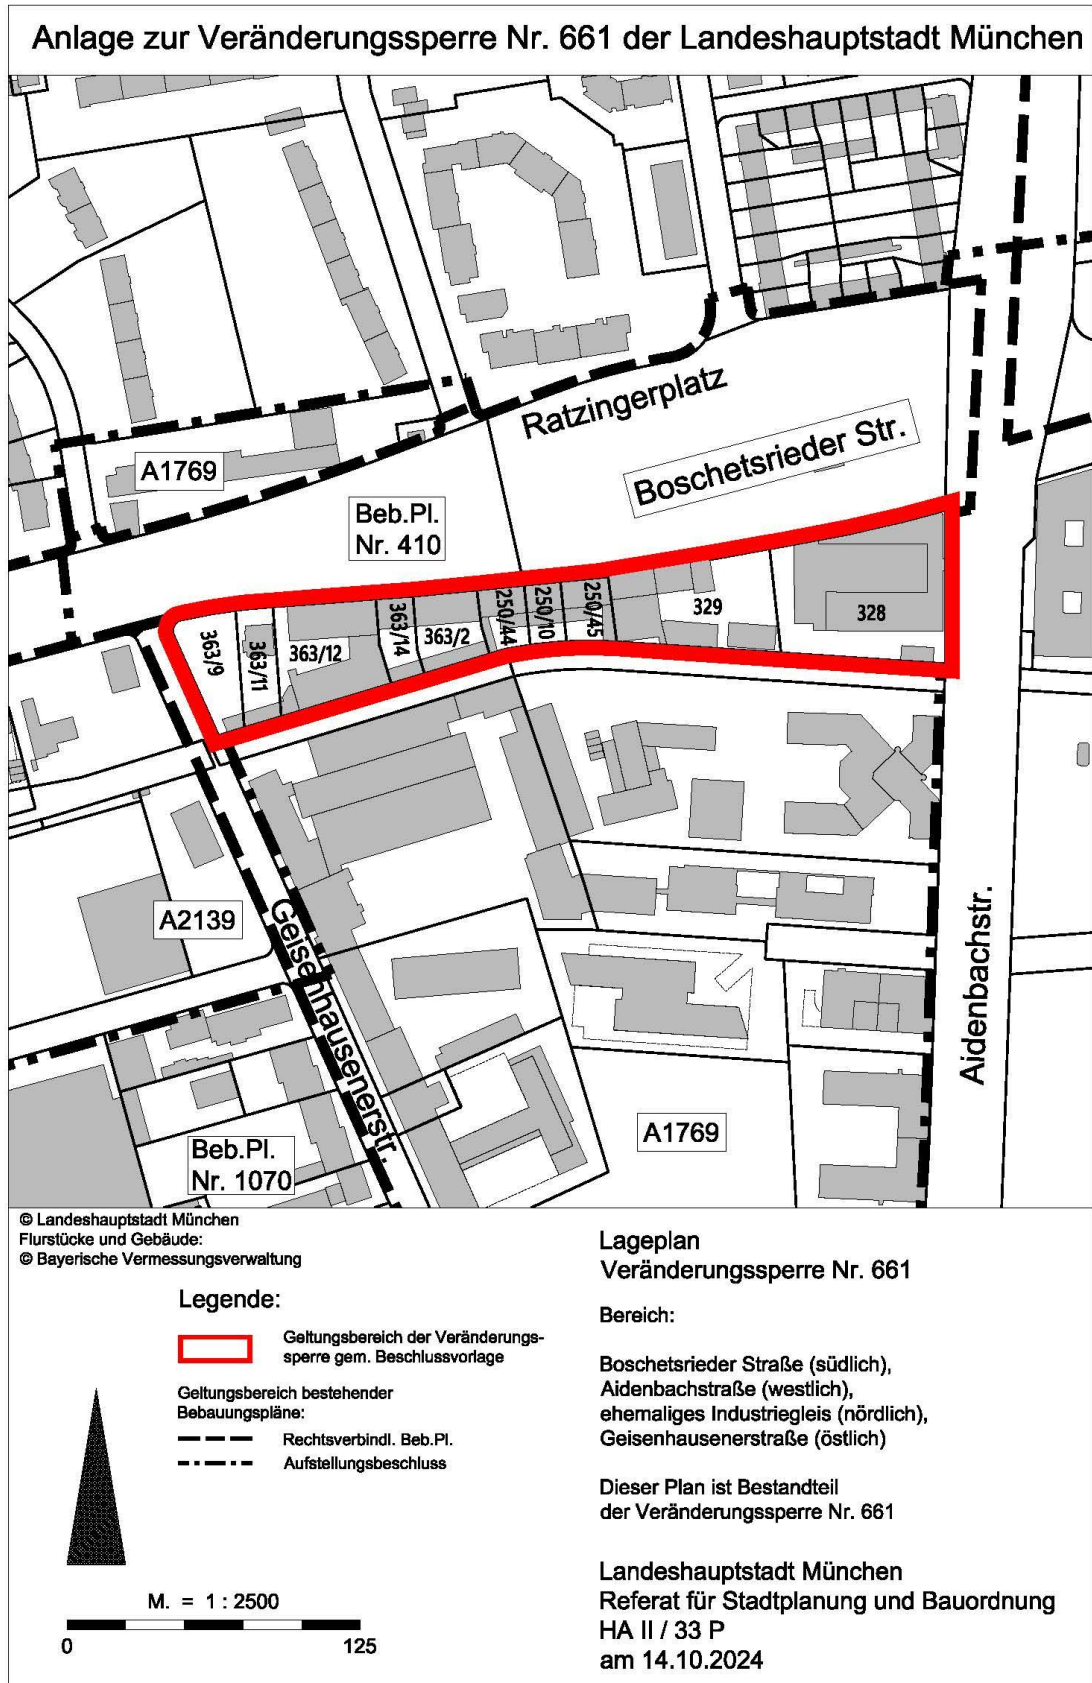 Anlage zur Veränderungssperre Nr. 661 der Landeshauptstadt München
Ratzingerplatz
Boschetsrieder Str.
A1769
Beb.Pl.
Nr. 410
363/9
363/11
363/12
363/14
363/2
250/44
250/10
250/45
329
328
A2139
Geisenhausenerstr.
Aidenbachstr.
A1769
Beb.Pl.
Nr. 1070
© Landeshauptstadt München
Flurstücke und Gebäude:
© Bayerische Vermessungsverwaltung
Legende:
Geltungsbereich der Veränderungs-
sperre gem. Beschlussvorlage
Geltungsbereich bestehender
Bebauungspläne:
Rechtsverbindl. Beb.Pl.
Aufstellungsbeschluss
M. = 1 : 2500
0 125
Lageplan
Veränderungssperre Nr. 661
Bereich:
Boschetsrieder Straße (südlich),
Aidenbachstraße (westlich),
ehemaliges Industriegleis (nördlich),
Geisenhausenerstraße (östlich)
Dieser Plan ist Bestandteil
der Veränderungssperre Nr. 661
Landeshauptstadt München
Referat für Stadtplanung und Bauordnung
HA II / 33 P
am 14.10.2024